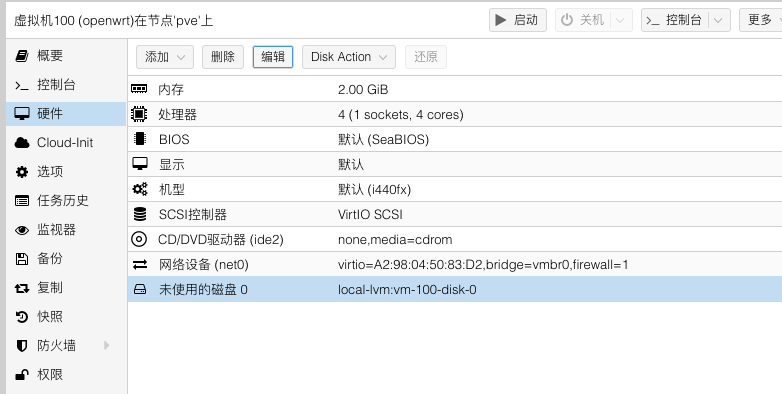 虚拟机100 (openwrt)在节点'pve'上
启动
关机
控制台
更多
概要
控制台
硬件
Cloud-Init
选项
任务历史
监视器
备份
复制
快照
防火墙
权限
添加
删除
编辑
Disk Action
还原
内存 2.00 GiB
处理器 4 (1 sockets, 4 cores)
BIOS 默认 (SeaBIOS)
显示 默认
机型 默认 (i440fx)
SCSI控制器 VirtIO SCSI
CD/DVD驱动器 (ide2) none,media=cdrom
网络设备 (net0) virtio=A2:98:04:50:83:D2,bridge=vmbr0,firewall=1
未使用的磁盘 0 local-lvm:vm-100-disk-0